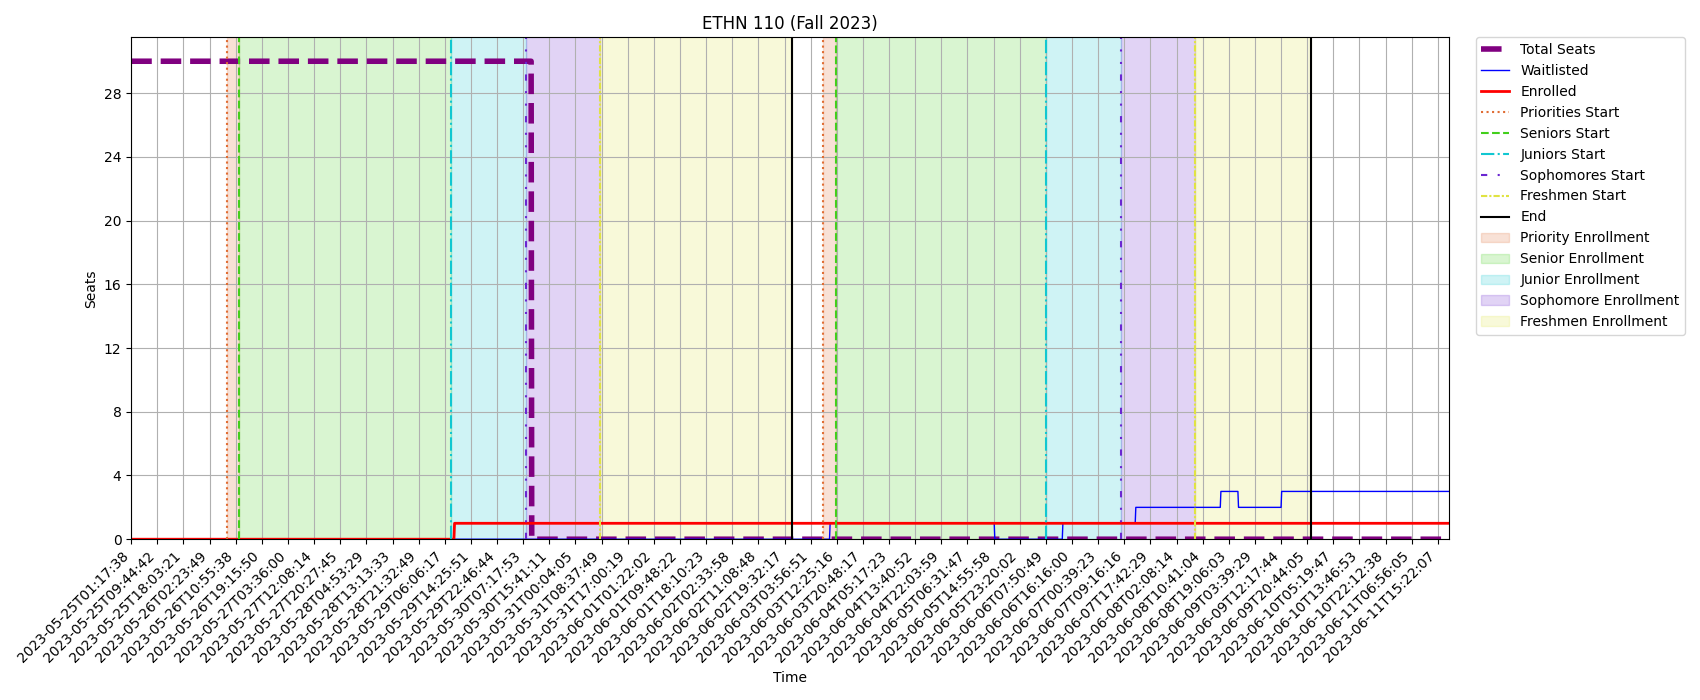 ETHN 110 (Fall 2023)
Total Seats
Waitlisted
Enrolled
Priorities Start
Seniors Start
Juniors Start
Sophomores Start
Freshmen Start
End
Priority Enrollment
Senior Enrollment
Junior Enrollment
Sophomore Enrollment
Freshmen Enrollment
Seats
28
24
20
16
12
8
4
0
2023-05-25T01:17:38
2023-05-25T09:44:42
2023-05-25T18:03:21
2023-05-26T02:23:49
2023-05-26T10:55:38
2023-05-26T19:15:50
2023-05-27T03:36:00
2023-05-27T12:08:14
2023-05-27T20:27:45
2023-05-28T04:53:29
2023-05-28T13:13:33
2023-05-28T21:32:49
2023-05-29T06:06:17
2023-05-29T14:25:51
2023-05-29T22:46:44
2023-05-30T07:17:53
2023-05-30T15:41:11
2023-05-31T00:04:05
2023-05-31T08:37:49
2023-05-31T17:00:19
2023-06-01T01:22:02
2023-06-01T09:48:22
2023-06-01T18:10:23
2023-06-02T02:33:58
2023-06-02T11:08:48
2023-06-02T19:32:17
2023-06-03T03:56:51
2023-06-03T12:25:16
2023-06-03T20:48:17
2023-06-04T05:17:23
2023-06-04T13:40:52
2023-06-04T22:03:59
2023-06-05T06:31:47
2023-06-05T14:55:58
2023-06-05T23:20:02
2023-06-06T07:50:49
2023-06-06T16:16:00
2023-06-07T00:39:23
2023-06-07T09:16:16
2023-06-07T17:42:29
2023-06-08T02:08:14
2023-06-08T10:41:04
2023-06-08T19:06:03
2023-06-09T03:39:29
2023-06-09T12:17:44
2023-06-09T20:44:05
2023-06-10T05:19:47
2023-06-10T13:46:53
2023-06-10T22:12:38
2023-06-11T06:56:05
2023-06-11T15:22:07
Time